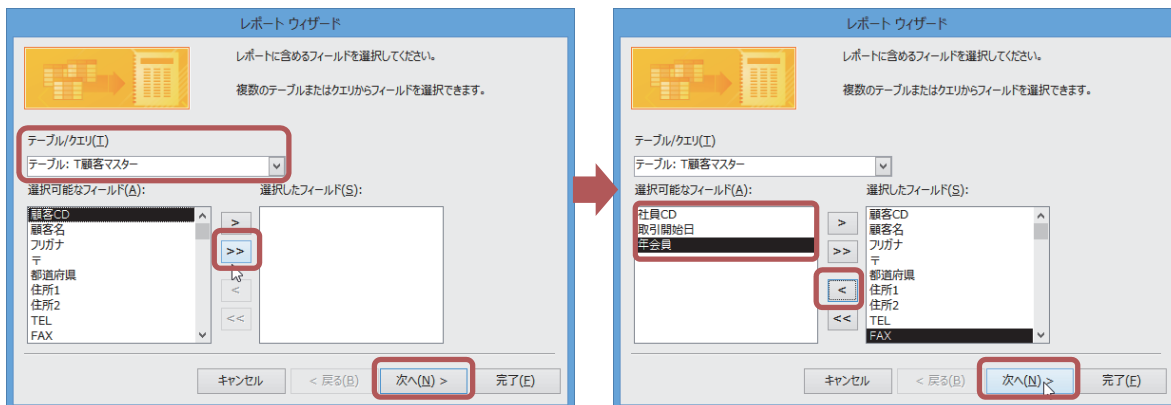 レポート ウィザード
レポートに含めるフィールドを選択してください。
複数のテーブルまたはクエリからフィールドを選択できます。
テーブル/クエリ(T)
テーブル: T顧客マスター
選択可能なフィールド(A):
選択したフィールド(S):
顧客CD
顧客名
フリガナ
〒
都道府県
住所1
住所2
TEL
FAX
>
>>
<
<<
キャンセル
< 戻る(B)
次へ(N) >
完了(F)
レポート ウィザード
レポートに含めるフィールドを選択してください。
複数のテーブルまたはクエリからフィールドを選択できます。
テーブル/クエリ(T)
テーブル: T顧客マスター
選択可能なフィールド(A):
選択したフィールド(S):
社員CD
取引開始日
年会員
>
>>
<
<<
顧客CD
顧客名
フリガナ
〒
都道府県
住所1
住所2
TEL
FAX
キャンセル
< 戻る(B)
次へ(N) >
完了(F)